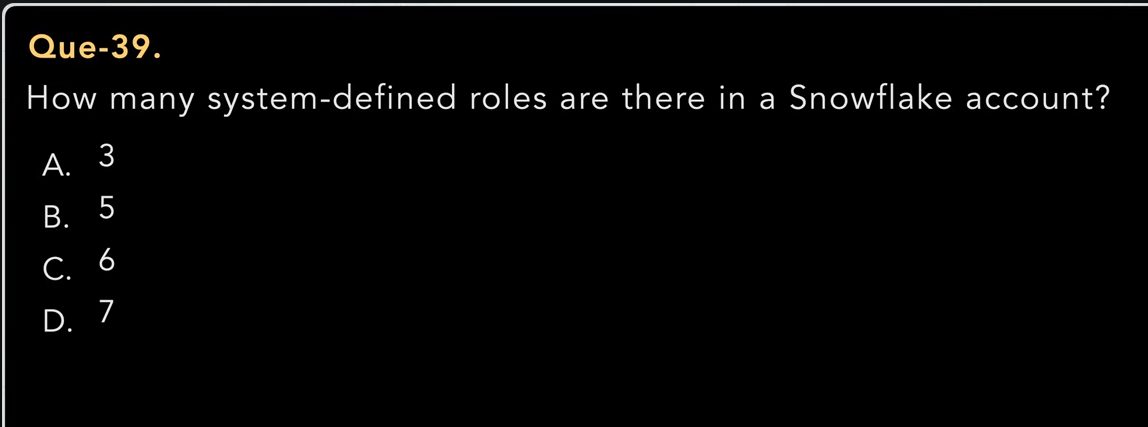 Que-39.
How many system-defined roles are there in a Snowflake account?
A. 3
B. 5
C. 6
D. 7